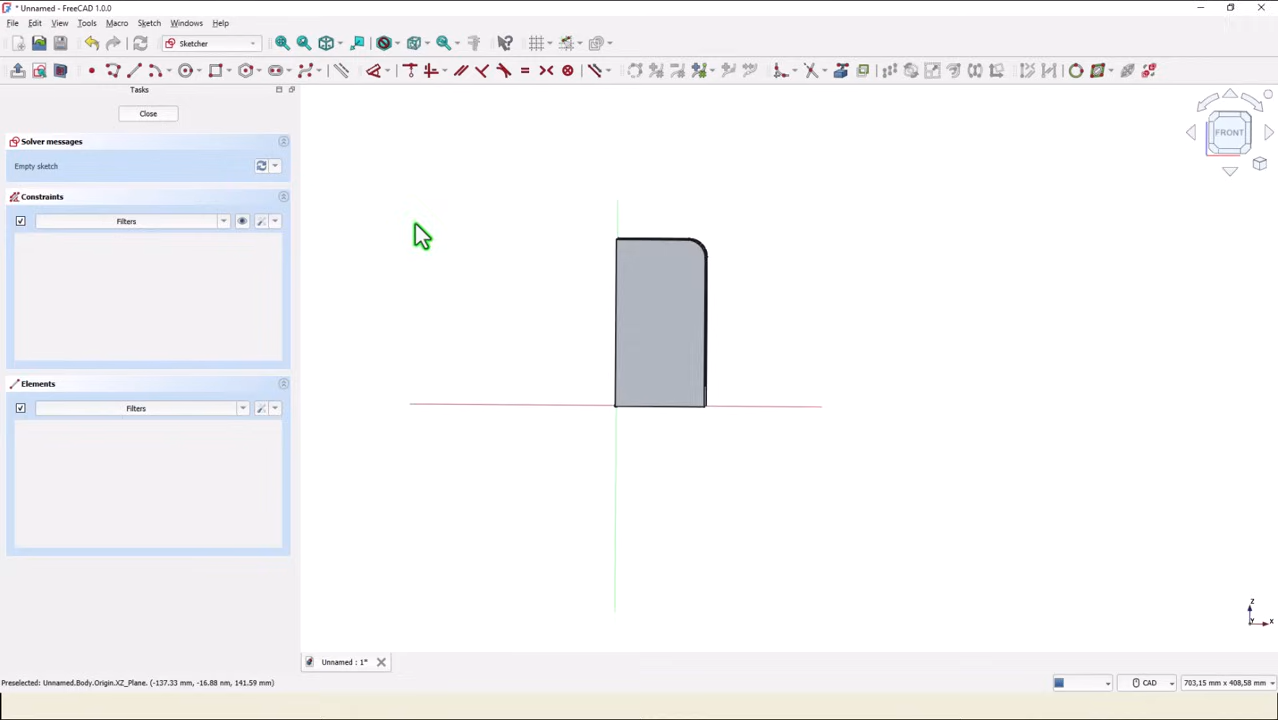 * Unnamed - FreeCAD 1.0.0
File Edit View Tools Macro Sketch Windows Help
Sketcher
Tasks
Close
Solver messages
Empty sketch
Constraints
Filters
Elements
Filters
FRONT
Z
Y
X
Unnamed : 1*
Preselected: Unnamed.Body.Origin.XZ_Plane. (-137.33 mm, -16.88 mm, 141.59 mm)
CAD
703,15 mm x 408,58 mm